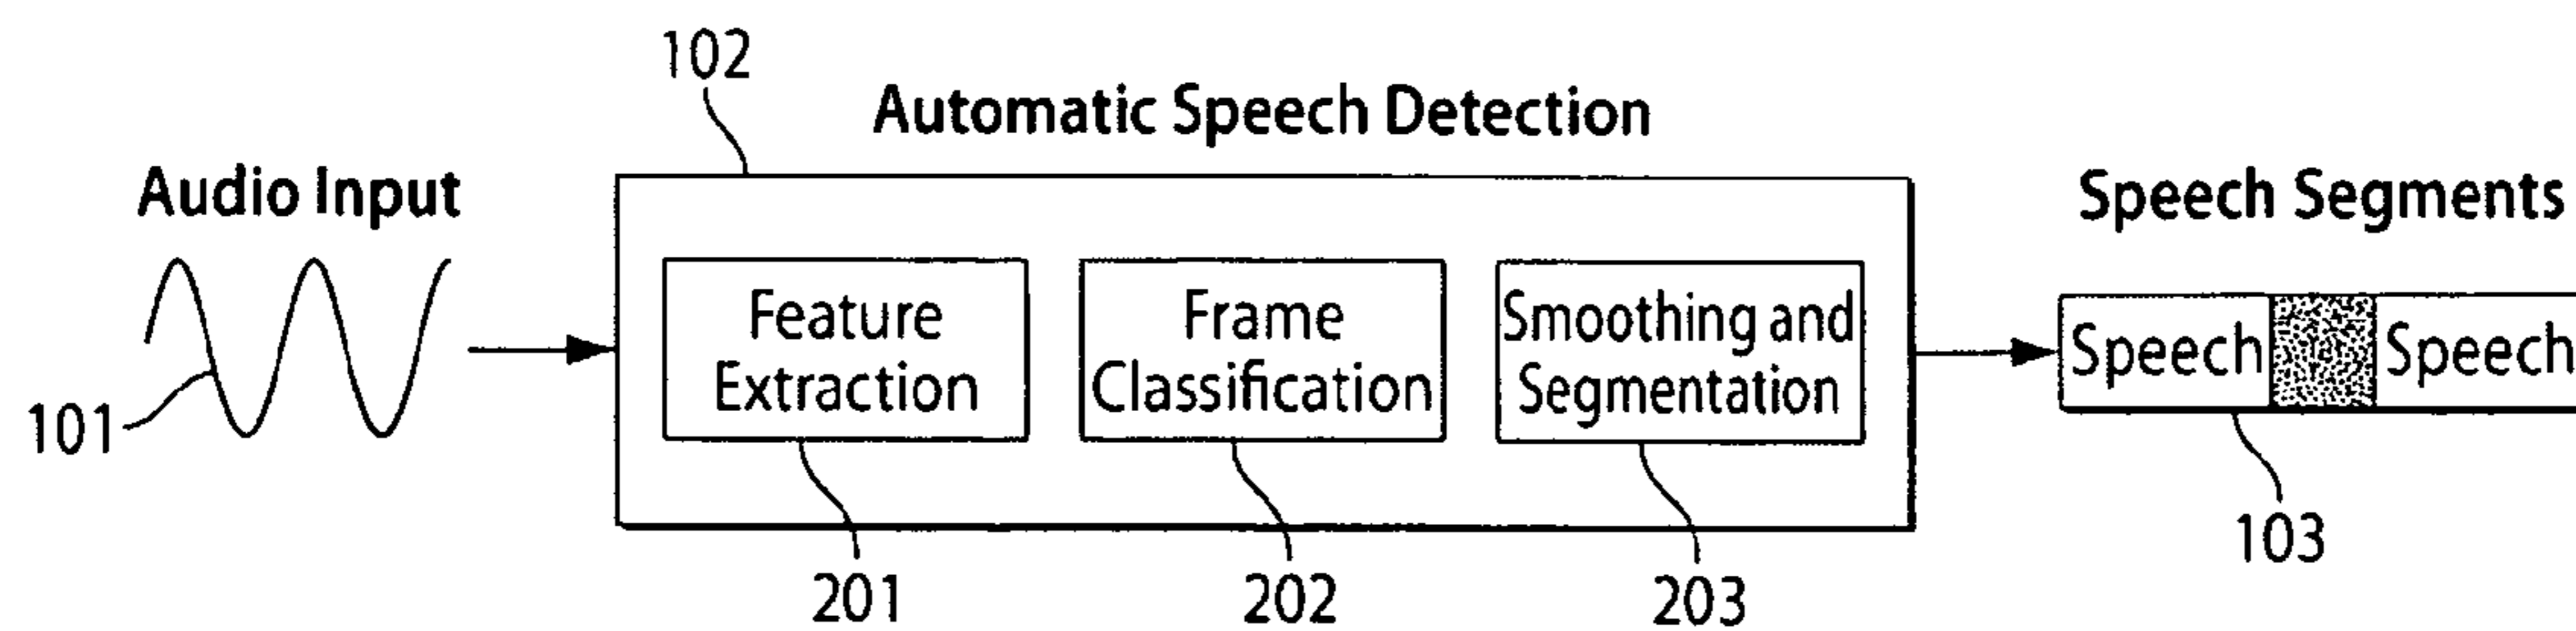 102
Automatic Speech Detection
Audio Input
Speech Segments
Feature
Extraction
Frame
Classification
Smoothing and
Segmentation
Speech
Speech
101
103
201
202
203